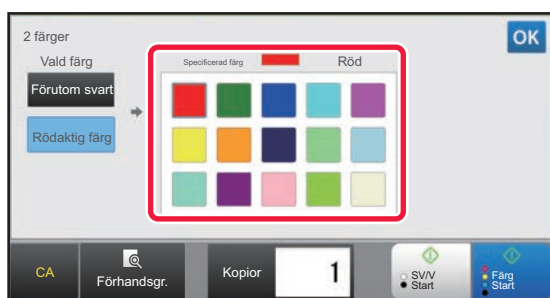 2 färger
OK
Vald färg
Specificerad färg Röd
Förutom svart
Rödaktig färg
CA
Förhandsgr.
Kopior 1
SV/V
Start
Färg
Start